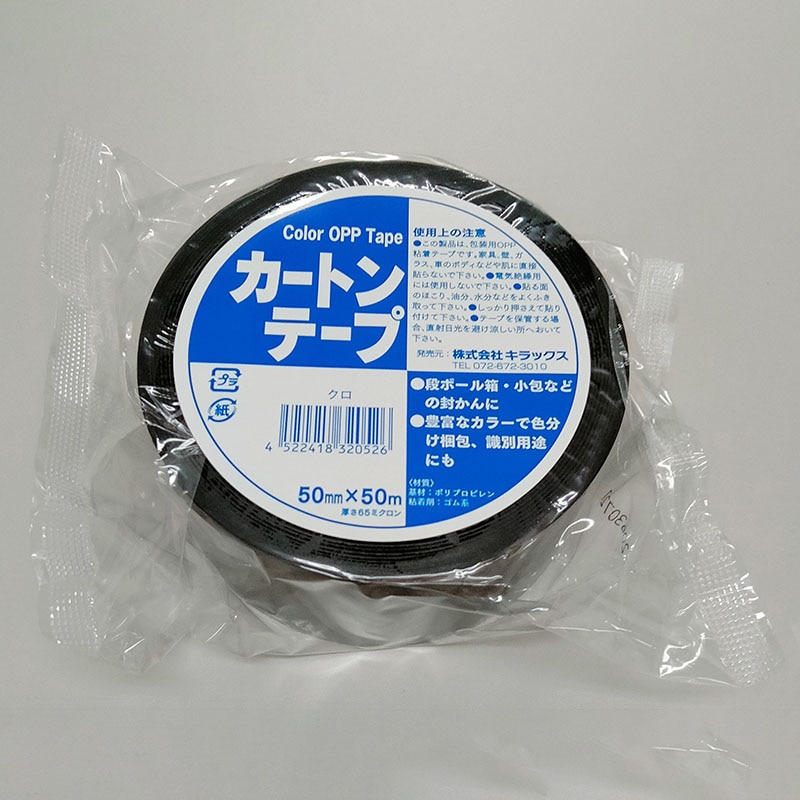 Color OPP Tape
カートン
テープ
使用上の注意
●この製品は、包装用OPP
粘着テープです。家具、壁、ガ
ラス、車のボディなどや肌に直接
貼らないで下さい。●電気絶縁用
には使用しないで下さい。●貼る面
のほこり、油分、水分などをよくふき
取って下さい。●しっかり押さえて貼り
付けて下さい。●テープを保管する場
合、直射日光を避け涼しい所へおいて
下さい。
発売元：株式会社キラックス
TEL 072-672-3010
プラ
紙
クロ
4 522418 320526
50mm×50m
厚さ65ミクロン
●段ボール箱・小包など
の封かんに
●豊富なカラーで色分
け梱包、識別用途
にも
〈材質〉
基材：ポリプロピレン
粘着剤：ゴム系